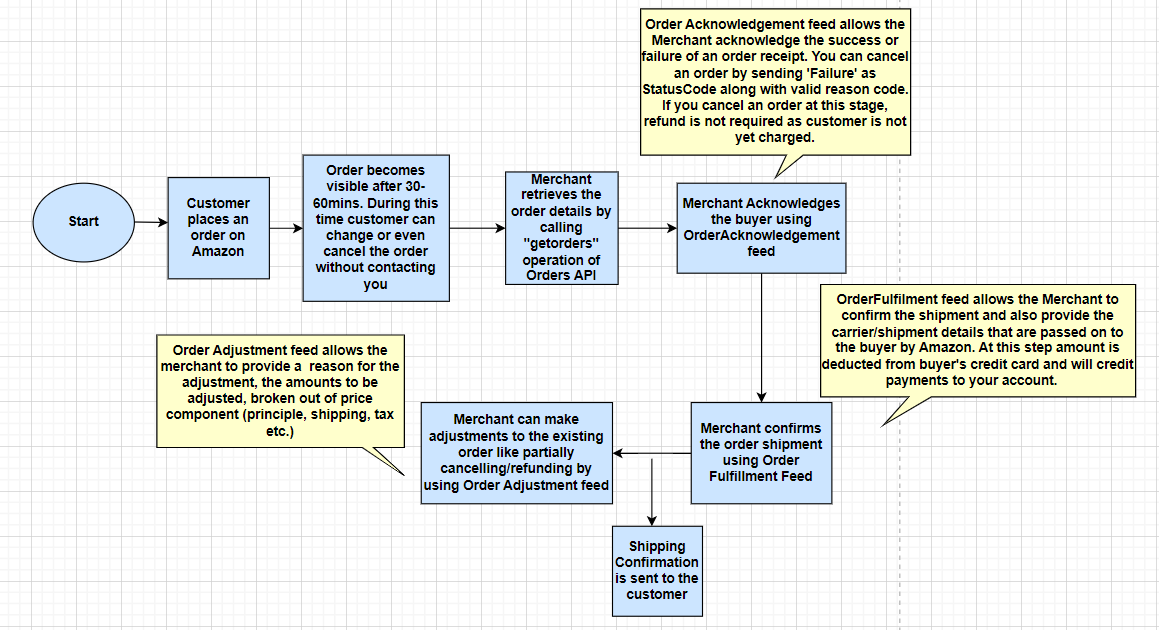 Order Acknowledgement feed allows the
Merchant acknowledge the success or
failure of an order receipt. You can cancel
an order by sending 'Failure' as
StatusCode along with valid reason code.
If you cancel an order at this stage,
refund is not required as customer is not
yet charged.
Start
Customer
places an
order on
Amazon
Order becomes
visible after 30-
60mins. During this
time customer can
change or even
cancel the order
without contacting
you
Merchant
retrieves the
order details by
calling
"getorders"
operation of
Orders API
Merchant Acknowledges
the buyer using
OrderAcknowledgement
feed
OrderFulfilment feed allows the Merchant to
confirm the shipment and also provide the
carrier/shipment details that are passed on to
the buyer by Amazon. At this step amount is
deducted from buyer's credit card and will credit
payments to your account.
Order Adjustment feed allows the
merchant to provide a reason for the
adjustment, the amounts to be
adjusted, broken out of price
component (principle, shipping, tax
etc.)
Merchant can make
adjustments to the existing
order like partially
cancelling/refunding by
using Order Adjustment feed
Merchant confirms
the order shipment
using Order
Fulfillment Feed
Shipping
Confirmation
is sent to the
customer